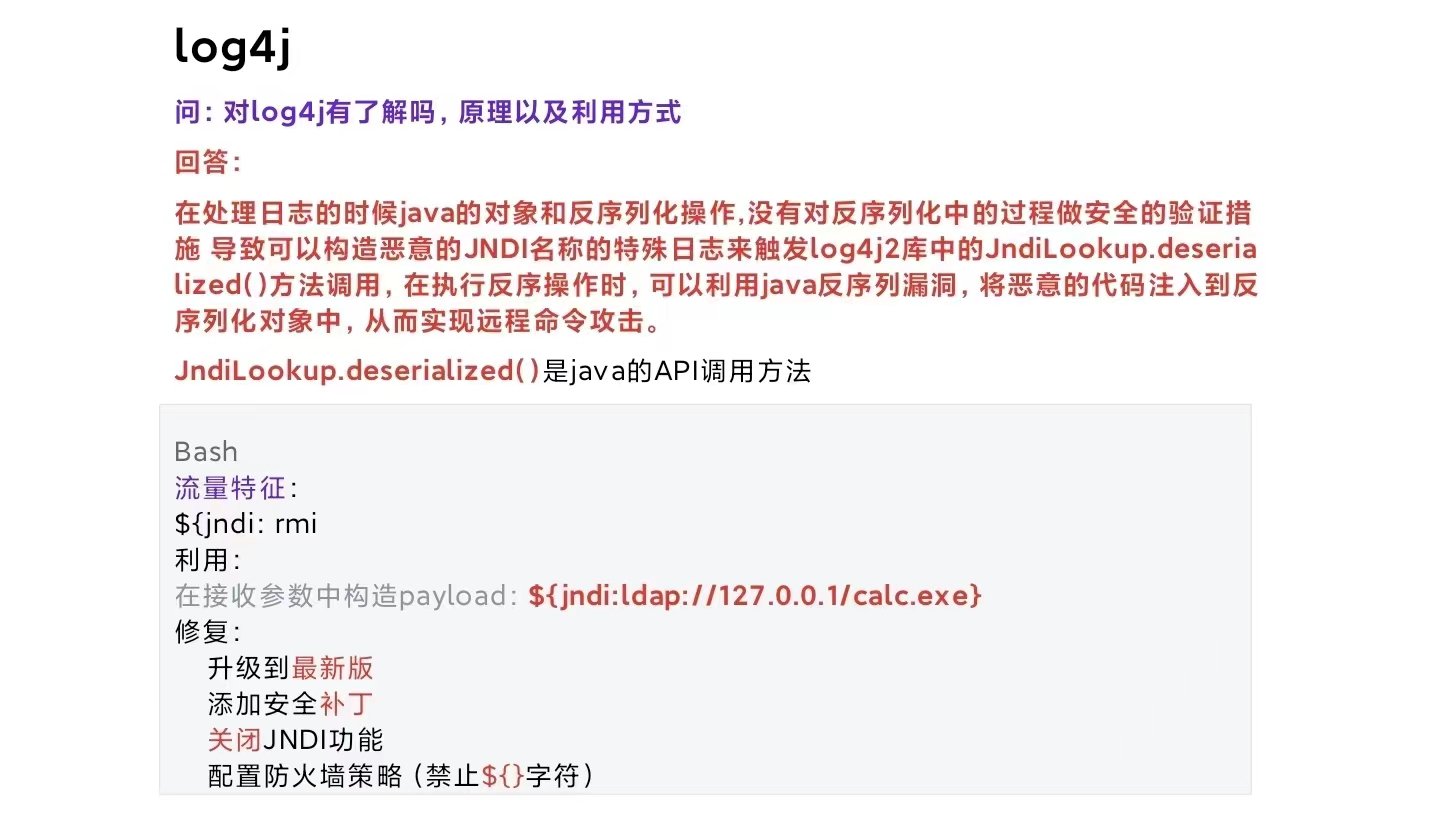 log4j
问：对log4j有了解吗，原理以及利用方式
回答：
在处理日志的时候java的对象和反序列化操作,没有对反序列化中的过程做安全的验证措
施 导致可以构造恶意的JNDI名称的特殊日志来触发log4j2库中的JndiLookup.deseria
lized()方法调用，在执行反序操作时，可以利用java反序列漏洞，将恶意的代码注入到反
序列化对象中，从而实现远程命令攻击。
JndiLookup.deserialized()是java的API调用方法
Bash
流量特征：
${jndi: rmi
利用：
在接收参数中构造payload：${jndi:ldap://127.0.0.1/calc.exe}
修复：
升级到最新版
添加安全补丁
关闭JNDI功能
配置防火墙策略（禁止${}字符）